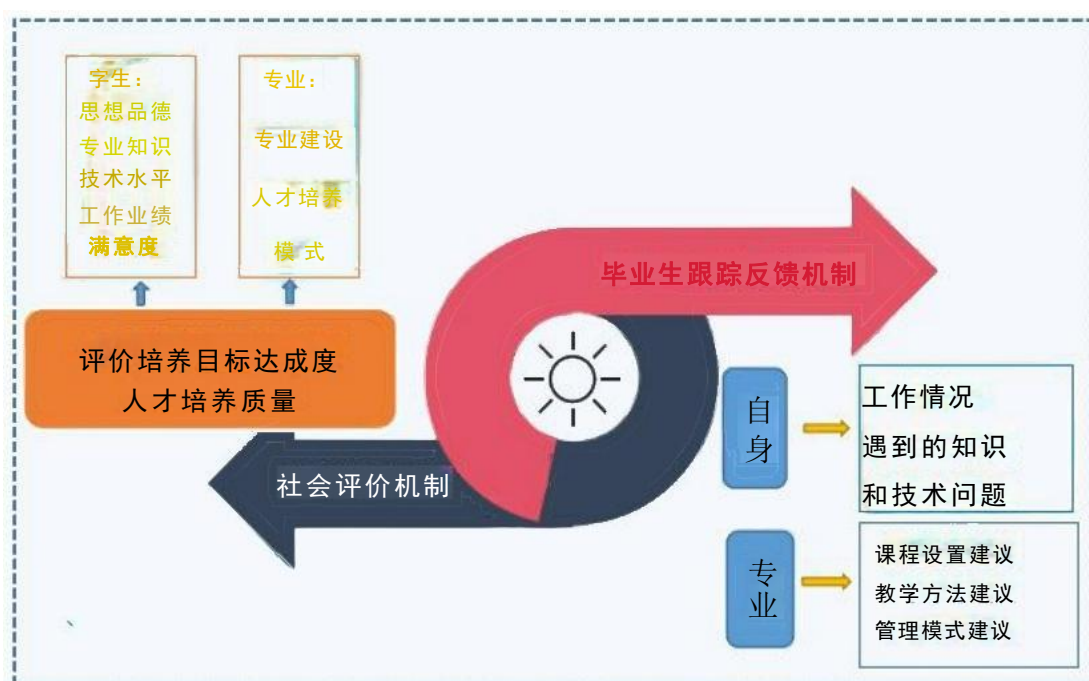 字生：
思想品德
专业知识
技术水平
工作业绩
满意度
专业：
专业建设
人才培养
模式
评价培养目标达成度
人才培养质量
毕业生跟踪反馈机制
社会评价机制
自身
工作情况
遇到的知识
和技术问题
专业
课程设置建议
教学方法建议
管理模式建议